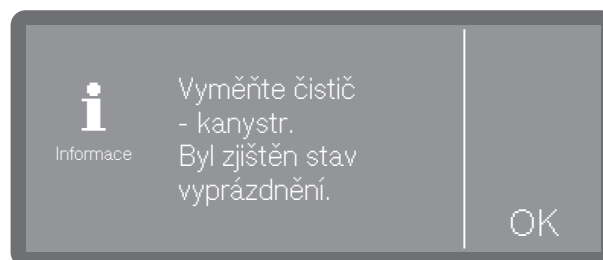 Vyměňte čistič
- kanystr.
Informace
Byl zjištěn stav
vyprázdnění.
OK